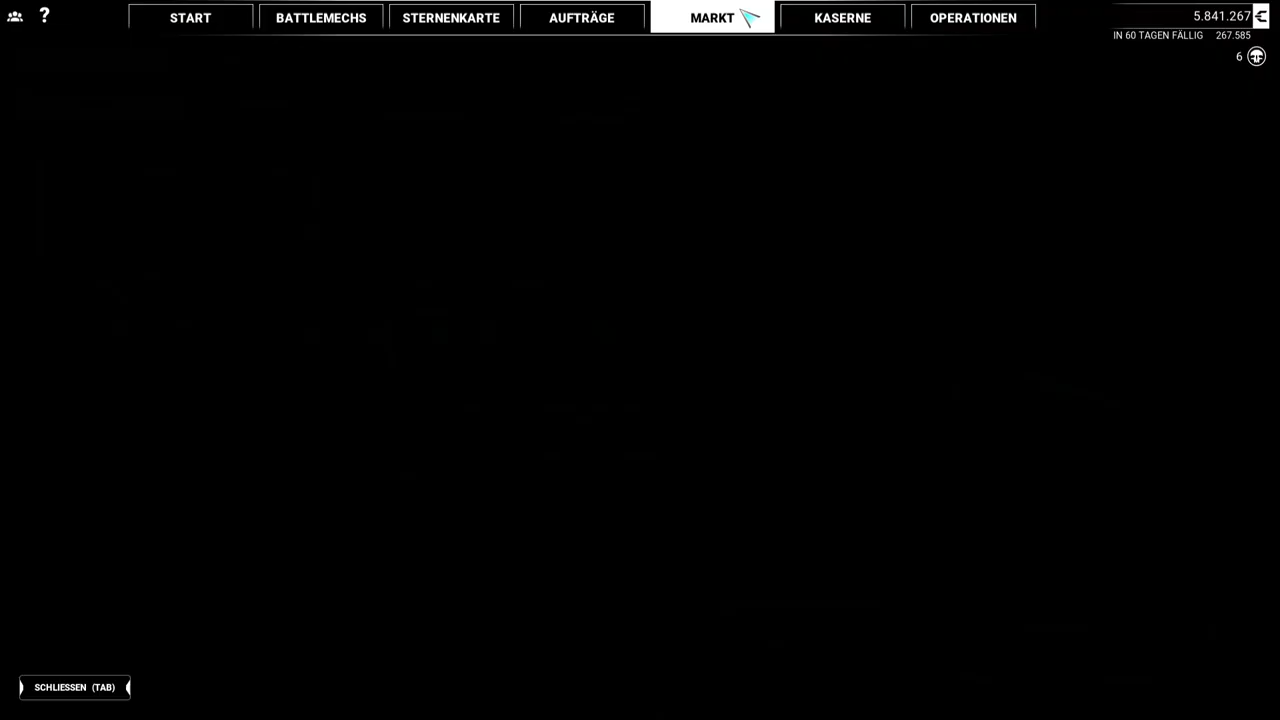 ?
START
BATTLEMECHS
STERNENKARTE
AUFTRÄGE
MARKT
KASERNE
OPERATIONEN
5.841.267
IN 60 TAGEN FÄLLIG 267.585
6
SCHLIESSEN (TAB)